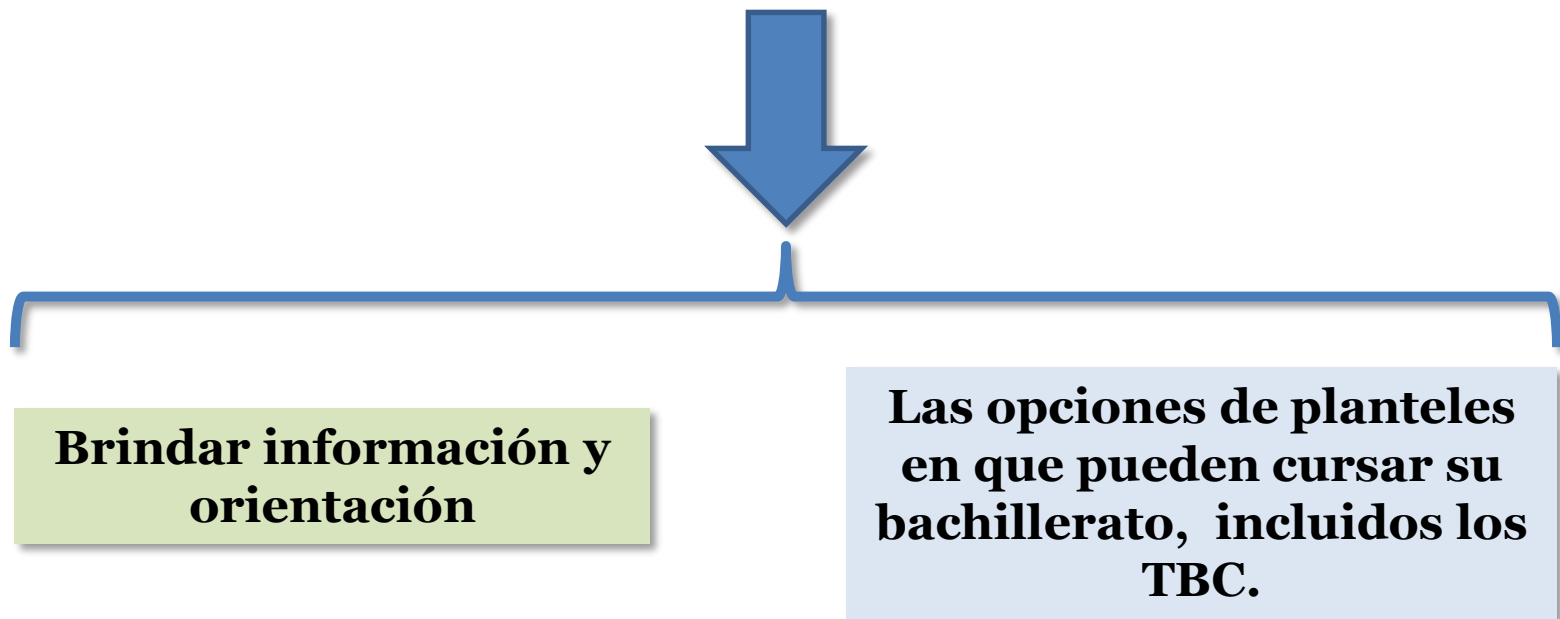 Brindar información y
orientación
Las opciones de planteles
en que pueden cursar su
bachillerato, incluidos los
TBC.